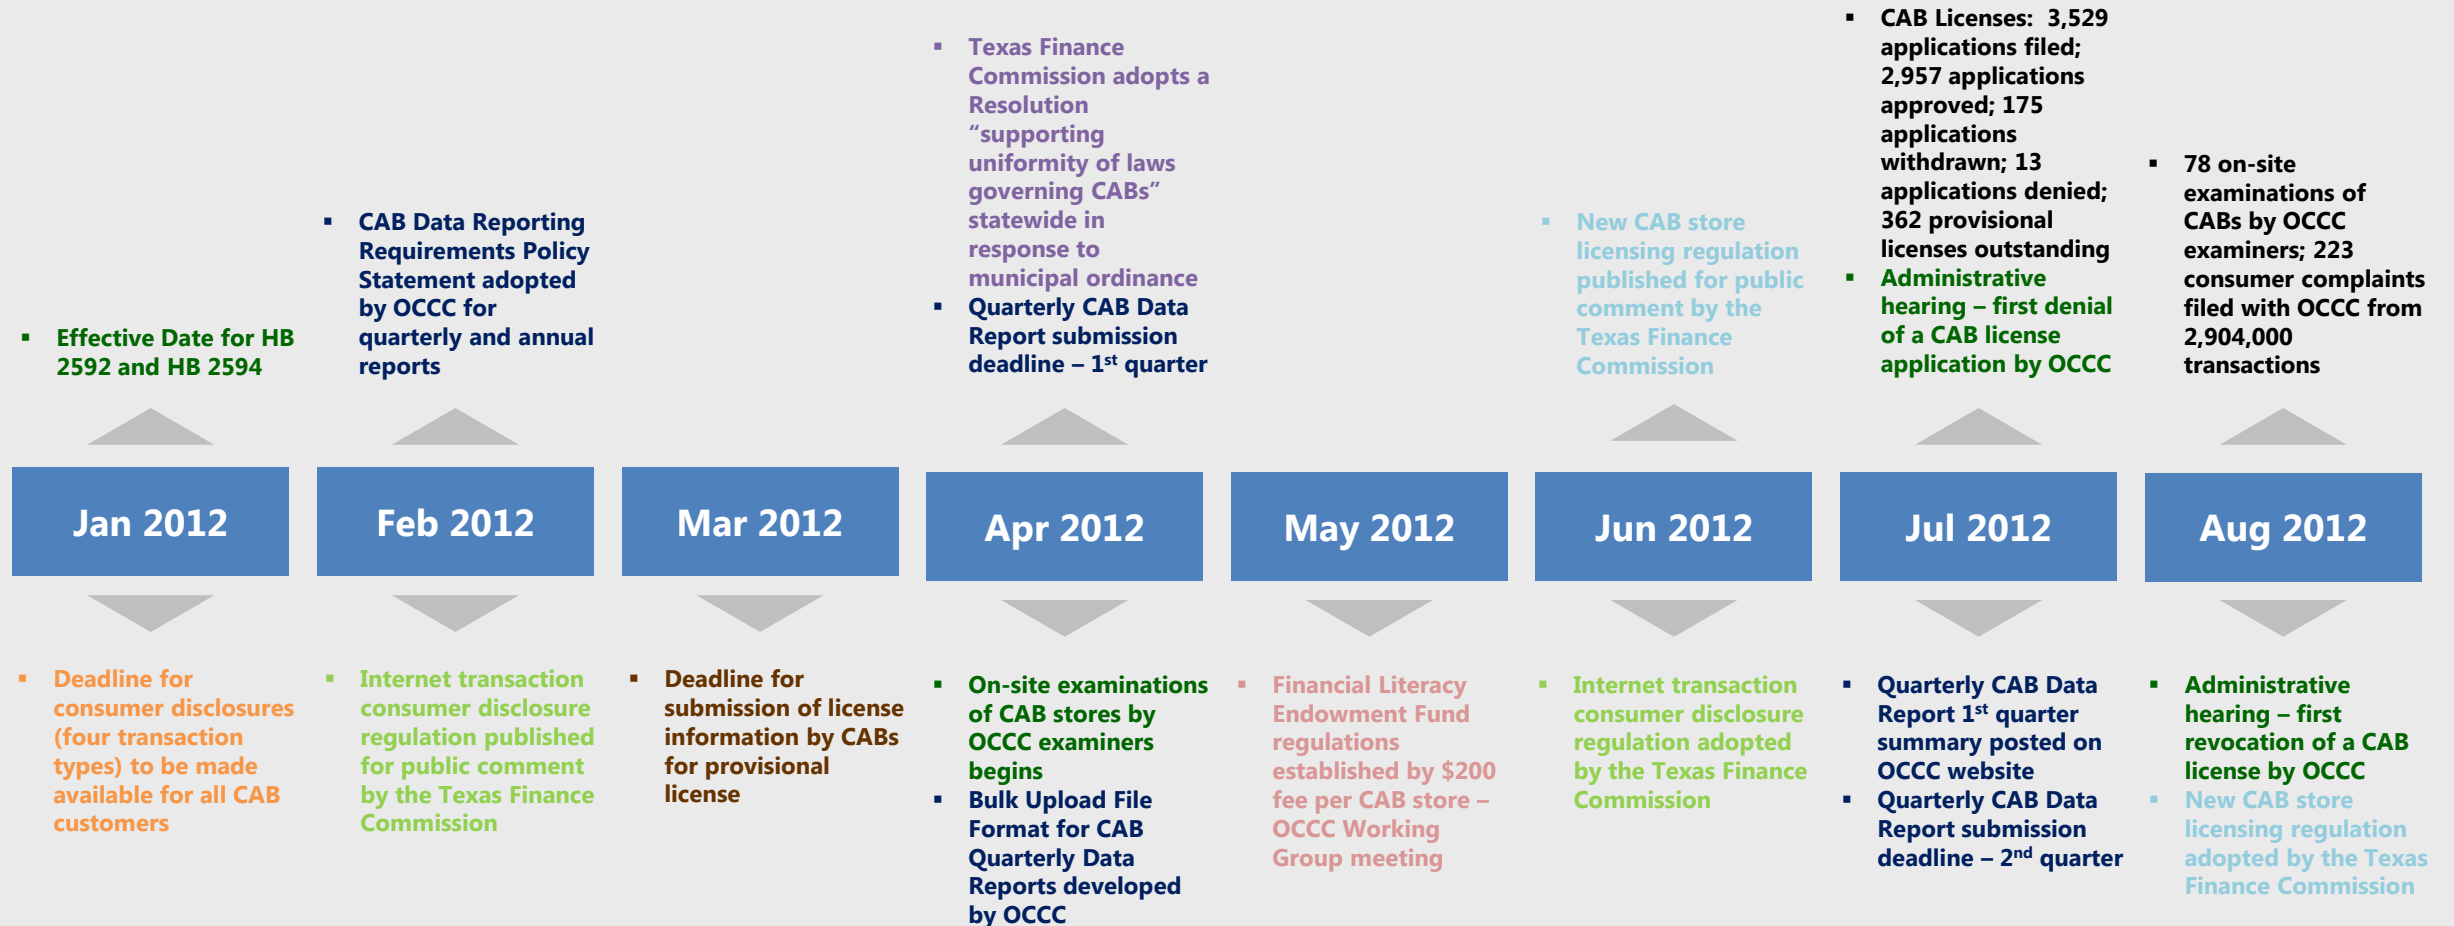 ▪ Effective Date for HB
2592 and HB 2594
▪ CAB Data Reporting
Requirements Policy
Statement adopted
by OCCC for
quarterly and annual
reports
▪ Texas Finance
Commission adopts a
Resolution
“supporting
uniformity of laws
governing CABs”
statewide in
response to
municipal ordinance
▪ Quarterly CAB Data
Report submission
deadline – 1st quarter
▪ New CAB store
licensing regulation
published for public
comment by the
Texas Finance
Commission
▪ CAB Licenses: 3,529
applications filed;
2,957 applications
approved; 175
applications
withdrawn; 13
applications denied;
362 provisional
licenses outstanding
▪ Administrative
hearing – first denial
of a CAB license
application by OCCC
▪ 78 on-site
examinations of
CABs by OCCC
examiners; 223
consumer complaints
filed with OCCC from
2,904,000
transactions
Jan 2012
Feb 2012
Mar 2012
Apr 2012
May 2012
Jun 2012
Jul 2012
Aug 2012
▪ Deadline for
consumer disclosures
(four transaction
types) to be made
available for all CAB
customers
▪ Internet transaction
consumer disclosure
regulation published
for public comment
by the Texas Finance
Commission
▪ Deadline for
submission of license
information by CABs
for provisional
license
▪ On-site examinations
of CAB stores by
OCCC examiners
begins
▪ Bulk Upload File
Format for CAB
Quarterly Data
Reports developed
by OCCC
▪ Financial Literacy
Endowment Fund
regulations
established by $200
fee per CAB store –
OCCC Working
Group meeting
▪ Internet transaction
consumer disclosure
regulation adopted
by the Texas Finance
Commission
▪ Quarterly CAB Data
Report 1st quarter
summary posted on
OCCC website
▪ Quarterly CAB Data
Report submission
deadline – 2nd quarter
▪ Administrative
hearing – first
revocation of a CAB
license by OCCC
▪ New CAB store
licensing regulation
adopted by the Texas
Finance Commission